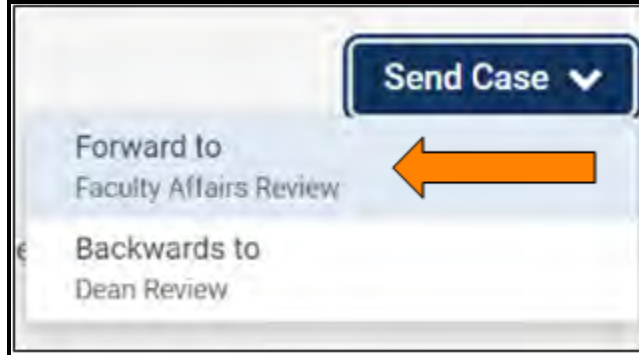 Send Case
Forward to
Faculty Affairs Review
Backwards to
Dean Review